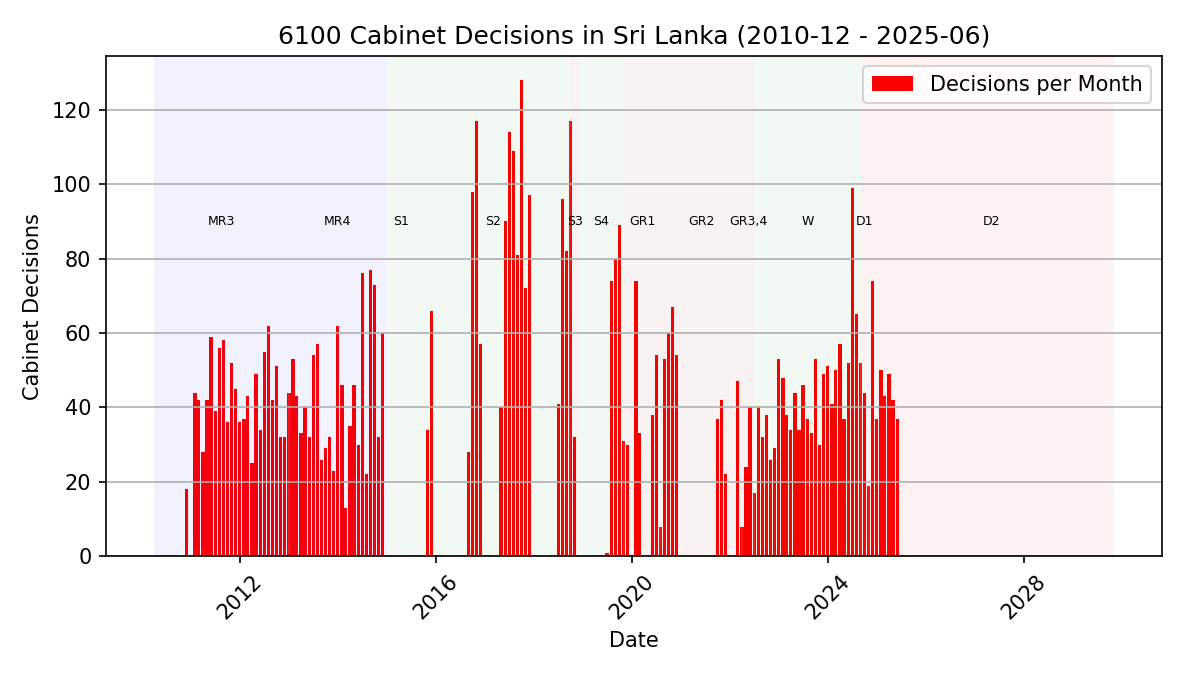 6100 Cabinet Decisions in Sri Lanka (2010-12 - 2025-06)
Decisions per Month
Cabinet Decisions
120
100
80
60
40
20
0
MR3 MR4 S1 S2 S3 S4 GR1 GR2 GR3,4 W D1 D2
2012 2016 2020 2024 2028
Date